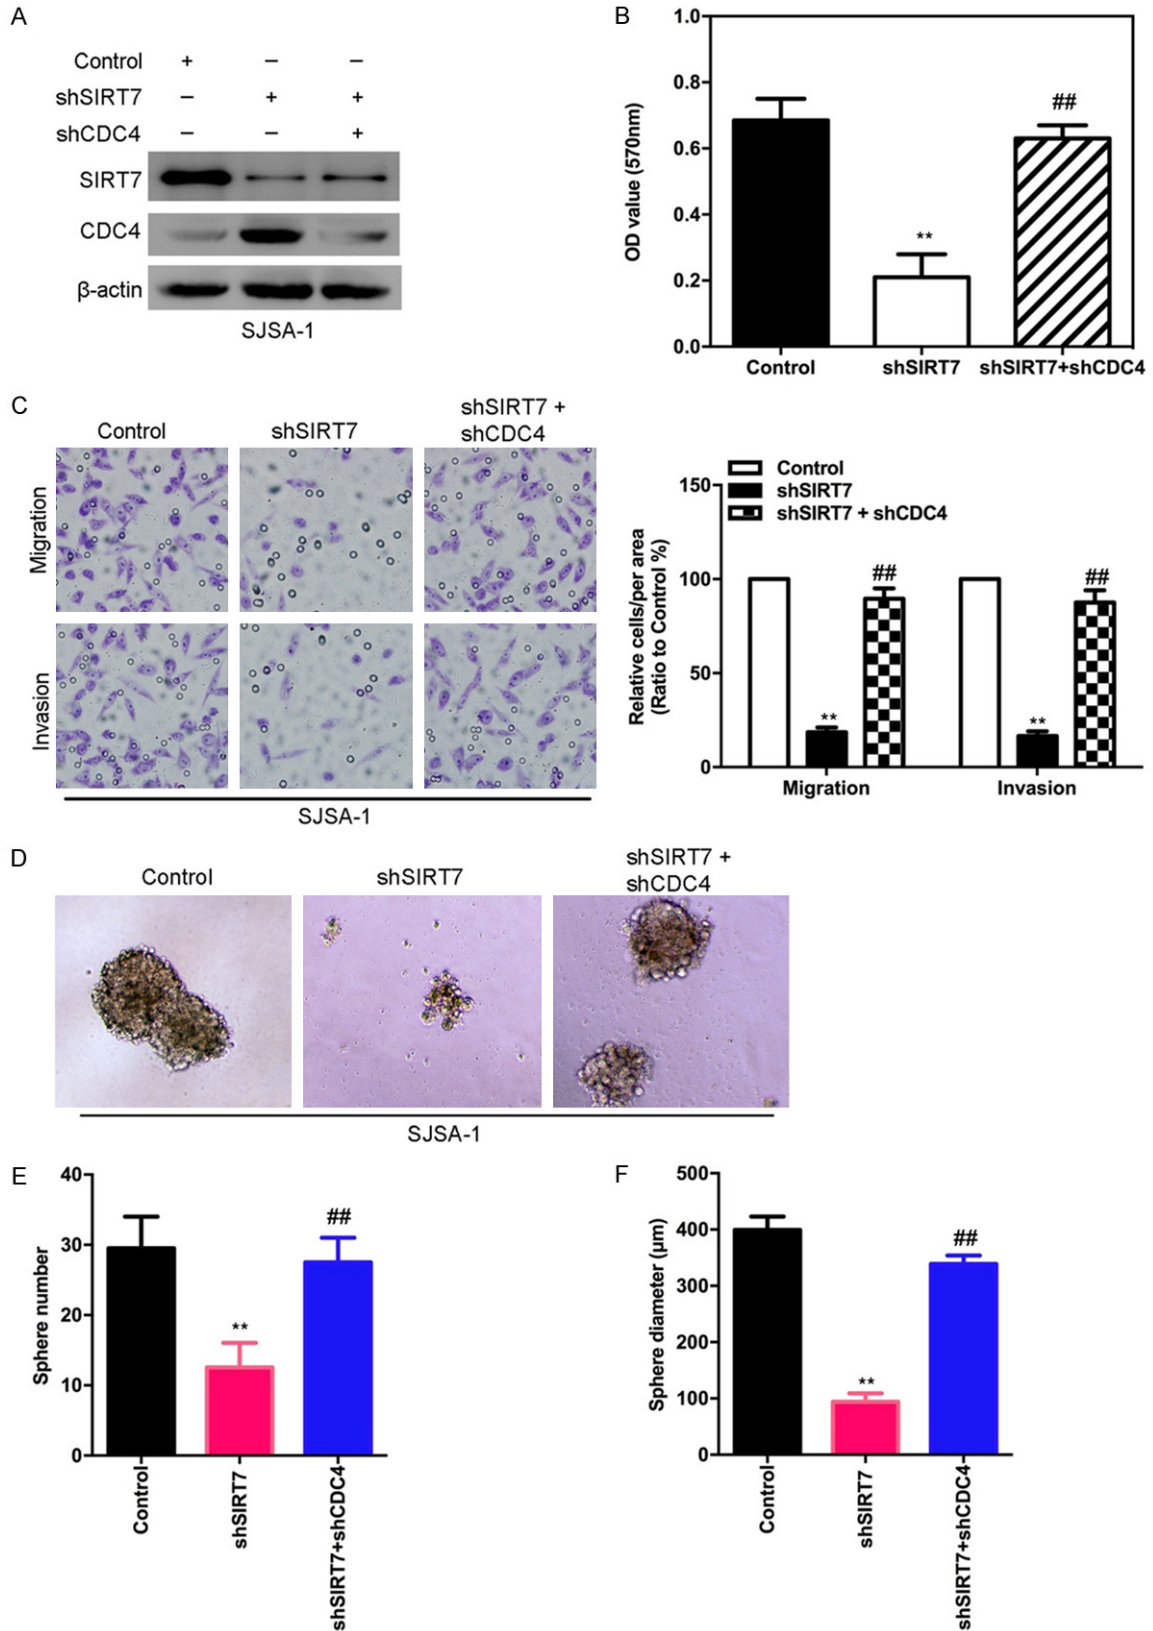 A
Control + – –
shSIRT7 – + +
shCDC4 – – +
SIRT7
CDC4
β-actin
SJSA-1
B
1.0
0.8
0.6
0.4
0.2
0.0
OD value (570nm)
**
##
Control shSIRT7 shSIRT7+shCDC4
C
Control shSIRT7 shSIRT7 +
shCDC4
Migration
Invasion
SJSA-1
Control
shSIRT7
shSIRT7 + shCDC4
150
100
50
0
Relative cells/per area
(Ratio to Control %)
**
##
**
##
Migration Invasion
D
Control shSIRT7 shSIRT7 +
shCDC4
SJSA-1
E
40
30
20
10
0
Sphere number
**
##
Control
shSIRT7
shSIRT7+shCDC4
F
500
400
300
200
100
0
Sphere diameter (μm)
**
##
Control
shSIRT7
shSIRT7+shCDC4